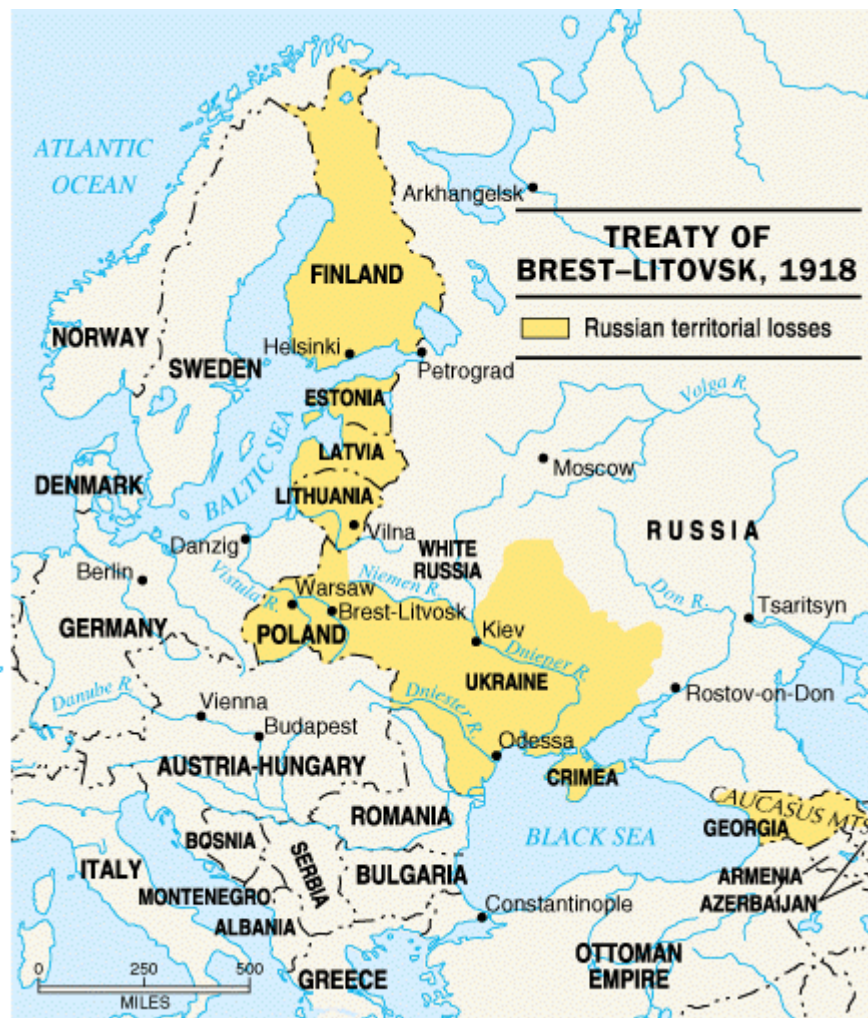 ATLANTIC
OCEAN
Arkhangelsk
TREATY OF
BREST–LITOVSK, 1918
Russian territorial losses
FINLAND
NORWAY
SWEDEN
Helsinki
Petrograd
ESTONIA
Volga R.
BALTIC SEA
LATVIA
Moscow
DENMARK
LITHUANIA
RUSSIA
Vilna
Danzig
WHITE
RUSSIA
Berlin
Vistula R.
Niemen R.
Don R.
Warsaw
Brest-Litvosk
Tsaritsyn
GERMANY
POLAND
Kiev
Dnieper R.
UKRAINE
Danube R.
Dniester R.
Rostov-on-Don
Vienna
Budapest
Odessa
AUSTRIA-HUNGARY
CRIMEA
CAUCASUS MTS
ROMANIA
GEORGIA
BLACK SEA
BOSNIA
ITALY
SERBIA
BULGARIA
ARMENIA
MONTENEGRO
AZERBAIJAN
Constantinople
ALBANIA
OTTOMAN
EMPIRE
GREECE
0 250 500
MILES